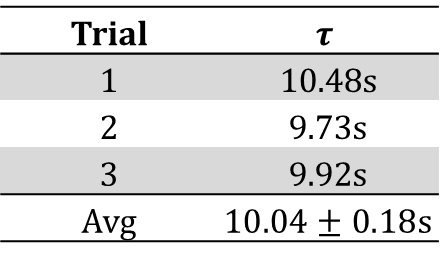 Trial τ
1 10.48s
2 9.73s
3 9.92s
Avg 10.04 ± 0.18s